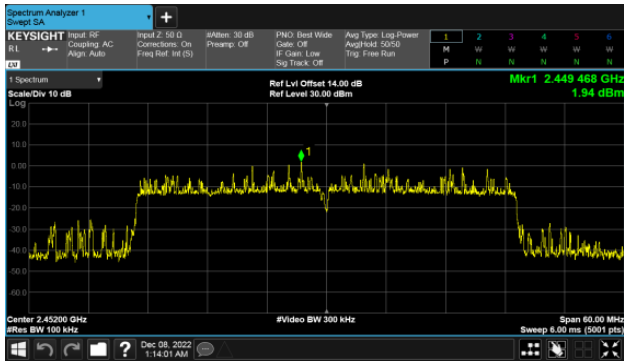 Spectrum Analyzer 1
Swept SA
+
KEYSIGHT
RL
LXI
Input: RF
Coupling: AC
Align: Auto
Input Z: 50 Ω
Corrections: On
Freq Ref: Int (S)
#Atten: 30 dB
Preamp: Off
PNO: Best Wide
Gate: Off
IF Gain: Low
Sig Track: Off
Avg Type: Log-Power
Avg|Hold: 50/50
Trig: Free Run
1 2 3 4 5 6
M W W W W W
P N N N N N
1 Spectrum
Scale/Div 10 dB
Log
Ref Lvl Offset 14.00 dB
Ref Level 30.00 dBm
Mkr1 2.449 468 GHz
1.94 dBm
20.0
10.0
0.00
1
-10.0
-20.0
-30.0
-40.0
-50.0
-60.0
Center 2.45200 GHz
#Res BW 100 kHz
#Video BW 300 kHz
Span 60.00 MHz
Sweep 6.00 ms (5001 pts)
?
Dec 08, 2022
1:14:01 AM